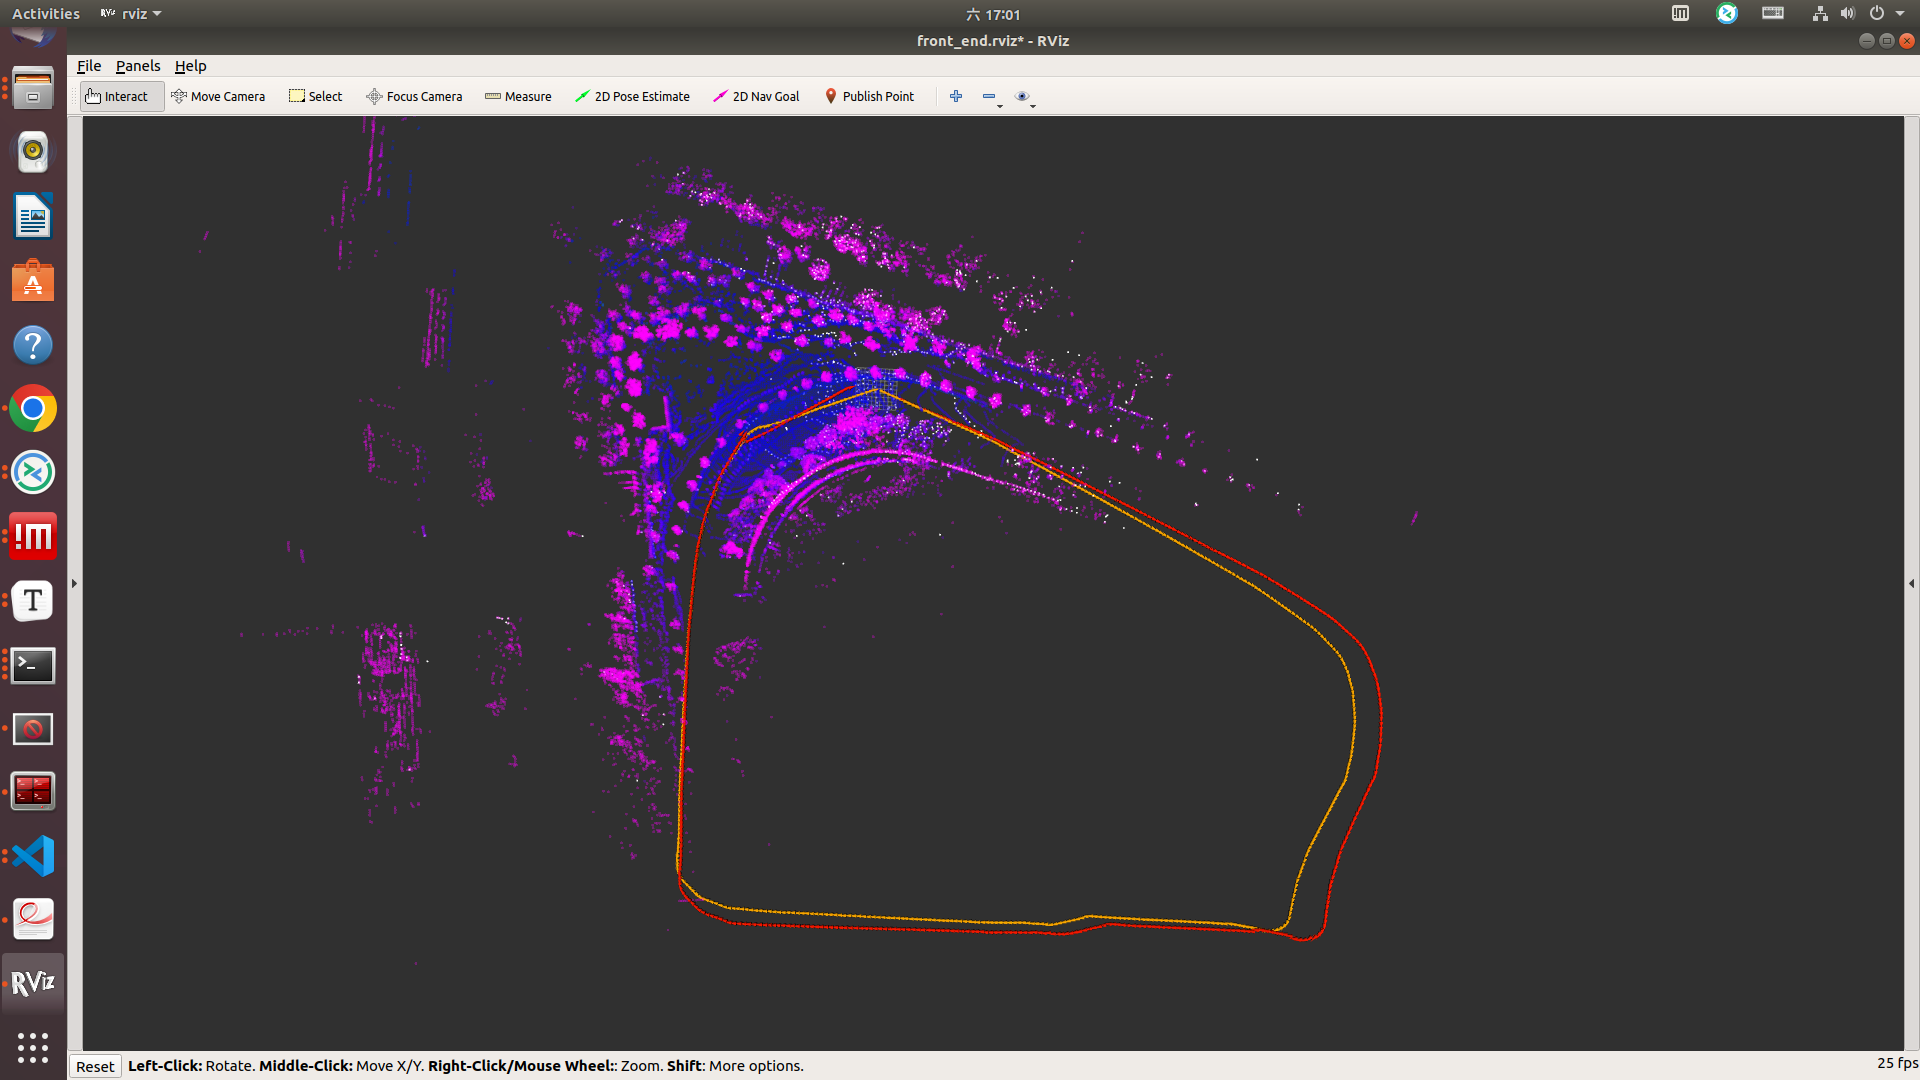 Activities RViz rviz 六 17:01
front_end.rviz* - RViz
File Panels Help
Interact Move Camera Select Focus Camera Measure 2D Pose Estimate 2D Nav Goal Publish Point
A
?
!M
T
>_
RViz
Reset Left-Click: Rotate. Middle-Click: Move X/Y. Right-Click/Mouse Wheel:: Zoom. Shift: More options. 25 fps